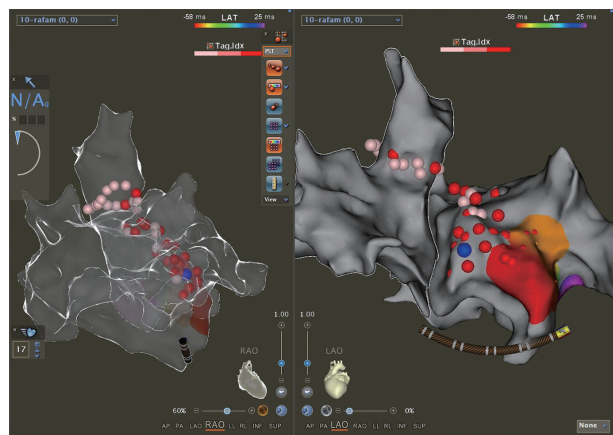 10-rafam (0, 0)
-58 ms LAT 25 ms
Tag.Idx
PST
N/A
%
View
17
1.00
RAO
60%
AP PA LAO RAO LL RL INF SUP
10-rafam (0, 0)
-58 ms LAT 25 ms
Tag.Idx
1.00
LAO
0%
AP PA LAO RAO LL RL INF SUP
None